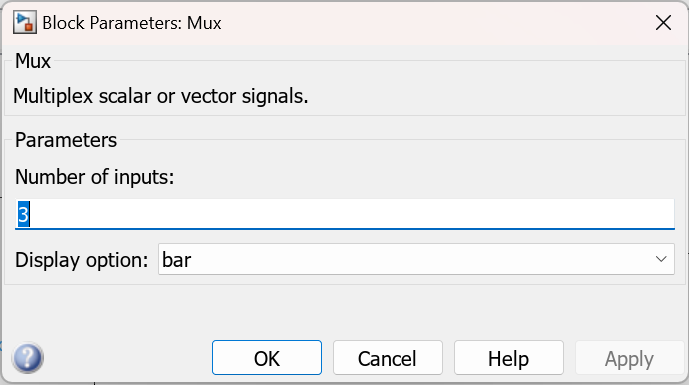 Block Parameters: Mux
Mux
Multiplex scalar or vector signals.
Parameters
Number of inputs:
3
Display option: bar
? OK Cancel Help Apply